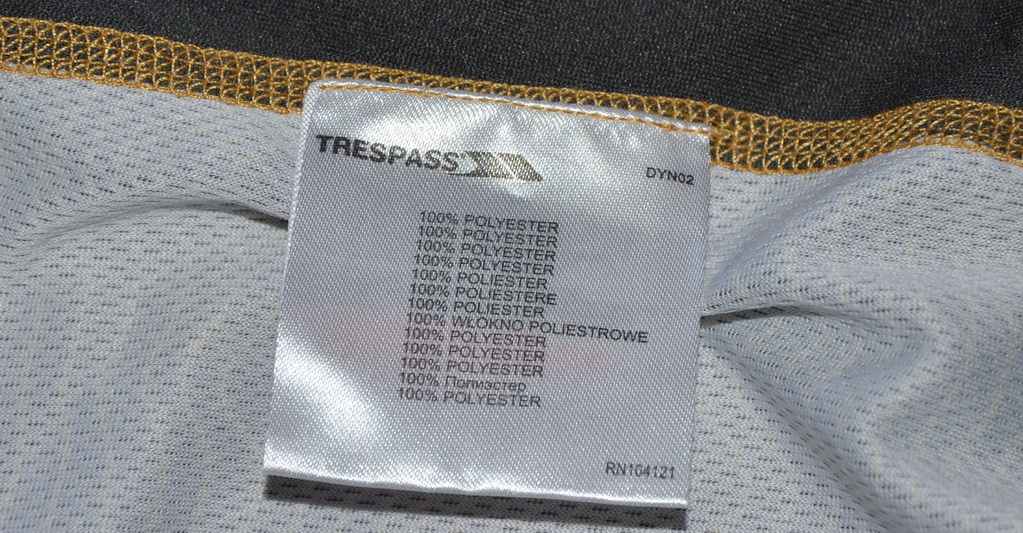 TRESPASS
DYN02
100% POLYESTER
100% POLYESTER
100% POLYESTER
100% POLYESTER
100% POLIESTER
100% POLIESTERE
100% POLIESTER
100% WŁOKNO POLIESTROWE
100% POLYESTER
100% POLYESTER
100% POLYESTER
100% Полиэстер
100% POLYESTER
RN104121